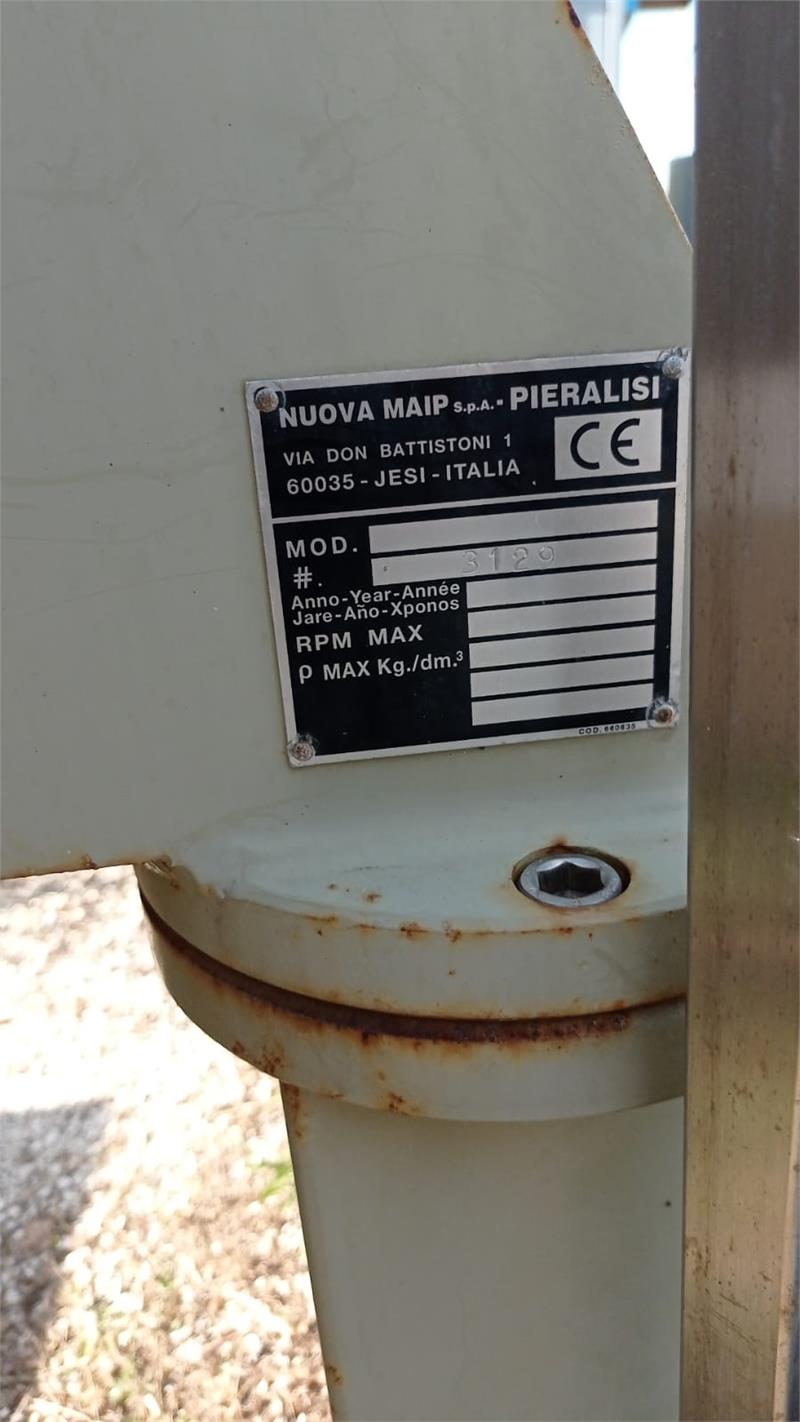 NUOVA MAIP S.p.A. - PIERALISI
VIA DON BATTISTONI 1
60035 - JESI - ITALIA
CE
MOD.
#. 3129
Anno-Year-Année
Jare-Año-Xponos
RPM MAX
ρ MAX Kg./dm.³
COD. 660635